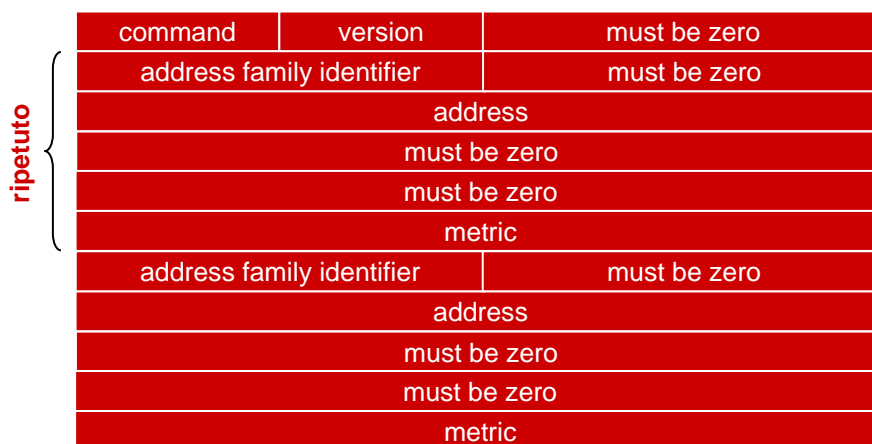 command version must be zero
address family identifier must be zero
address
must be zero
must be zero
metric
address family identifier must be zero
address
must be zero
must be zero
metric
ripetuto